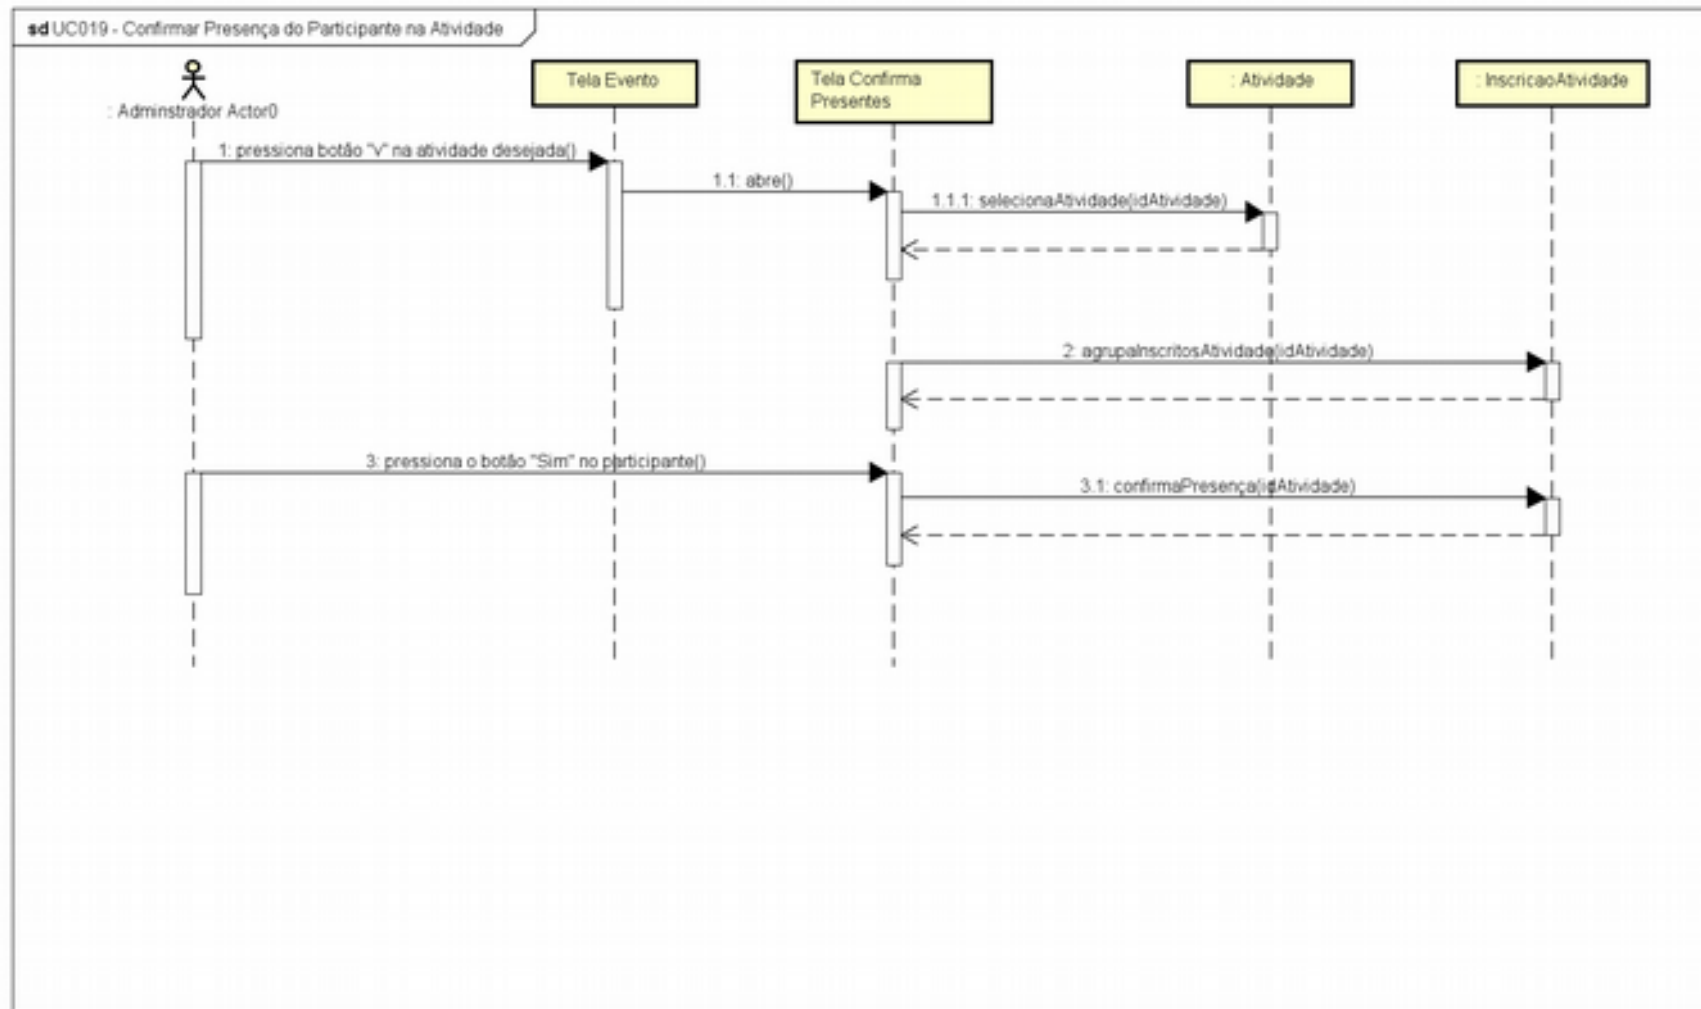 sd UC019 - Confirmar Presença do Participante na Atividade
: Adminstrador Actor0
Tela Evento
Tela Confirma
Presentes
: Atividade
: InscricaoAtividade
1: pressiona botão "v" na atividade desejada()
1.1: abre()
1.1.1: selecionaAtividade(idAtividade)
2: agrupaInscritosAtividade(idAtividade)
3: pressiona o botão "Sim" no participante()
3.1: confirmaPresença(idAtividade)